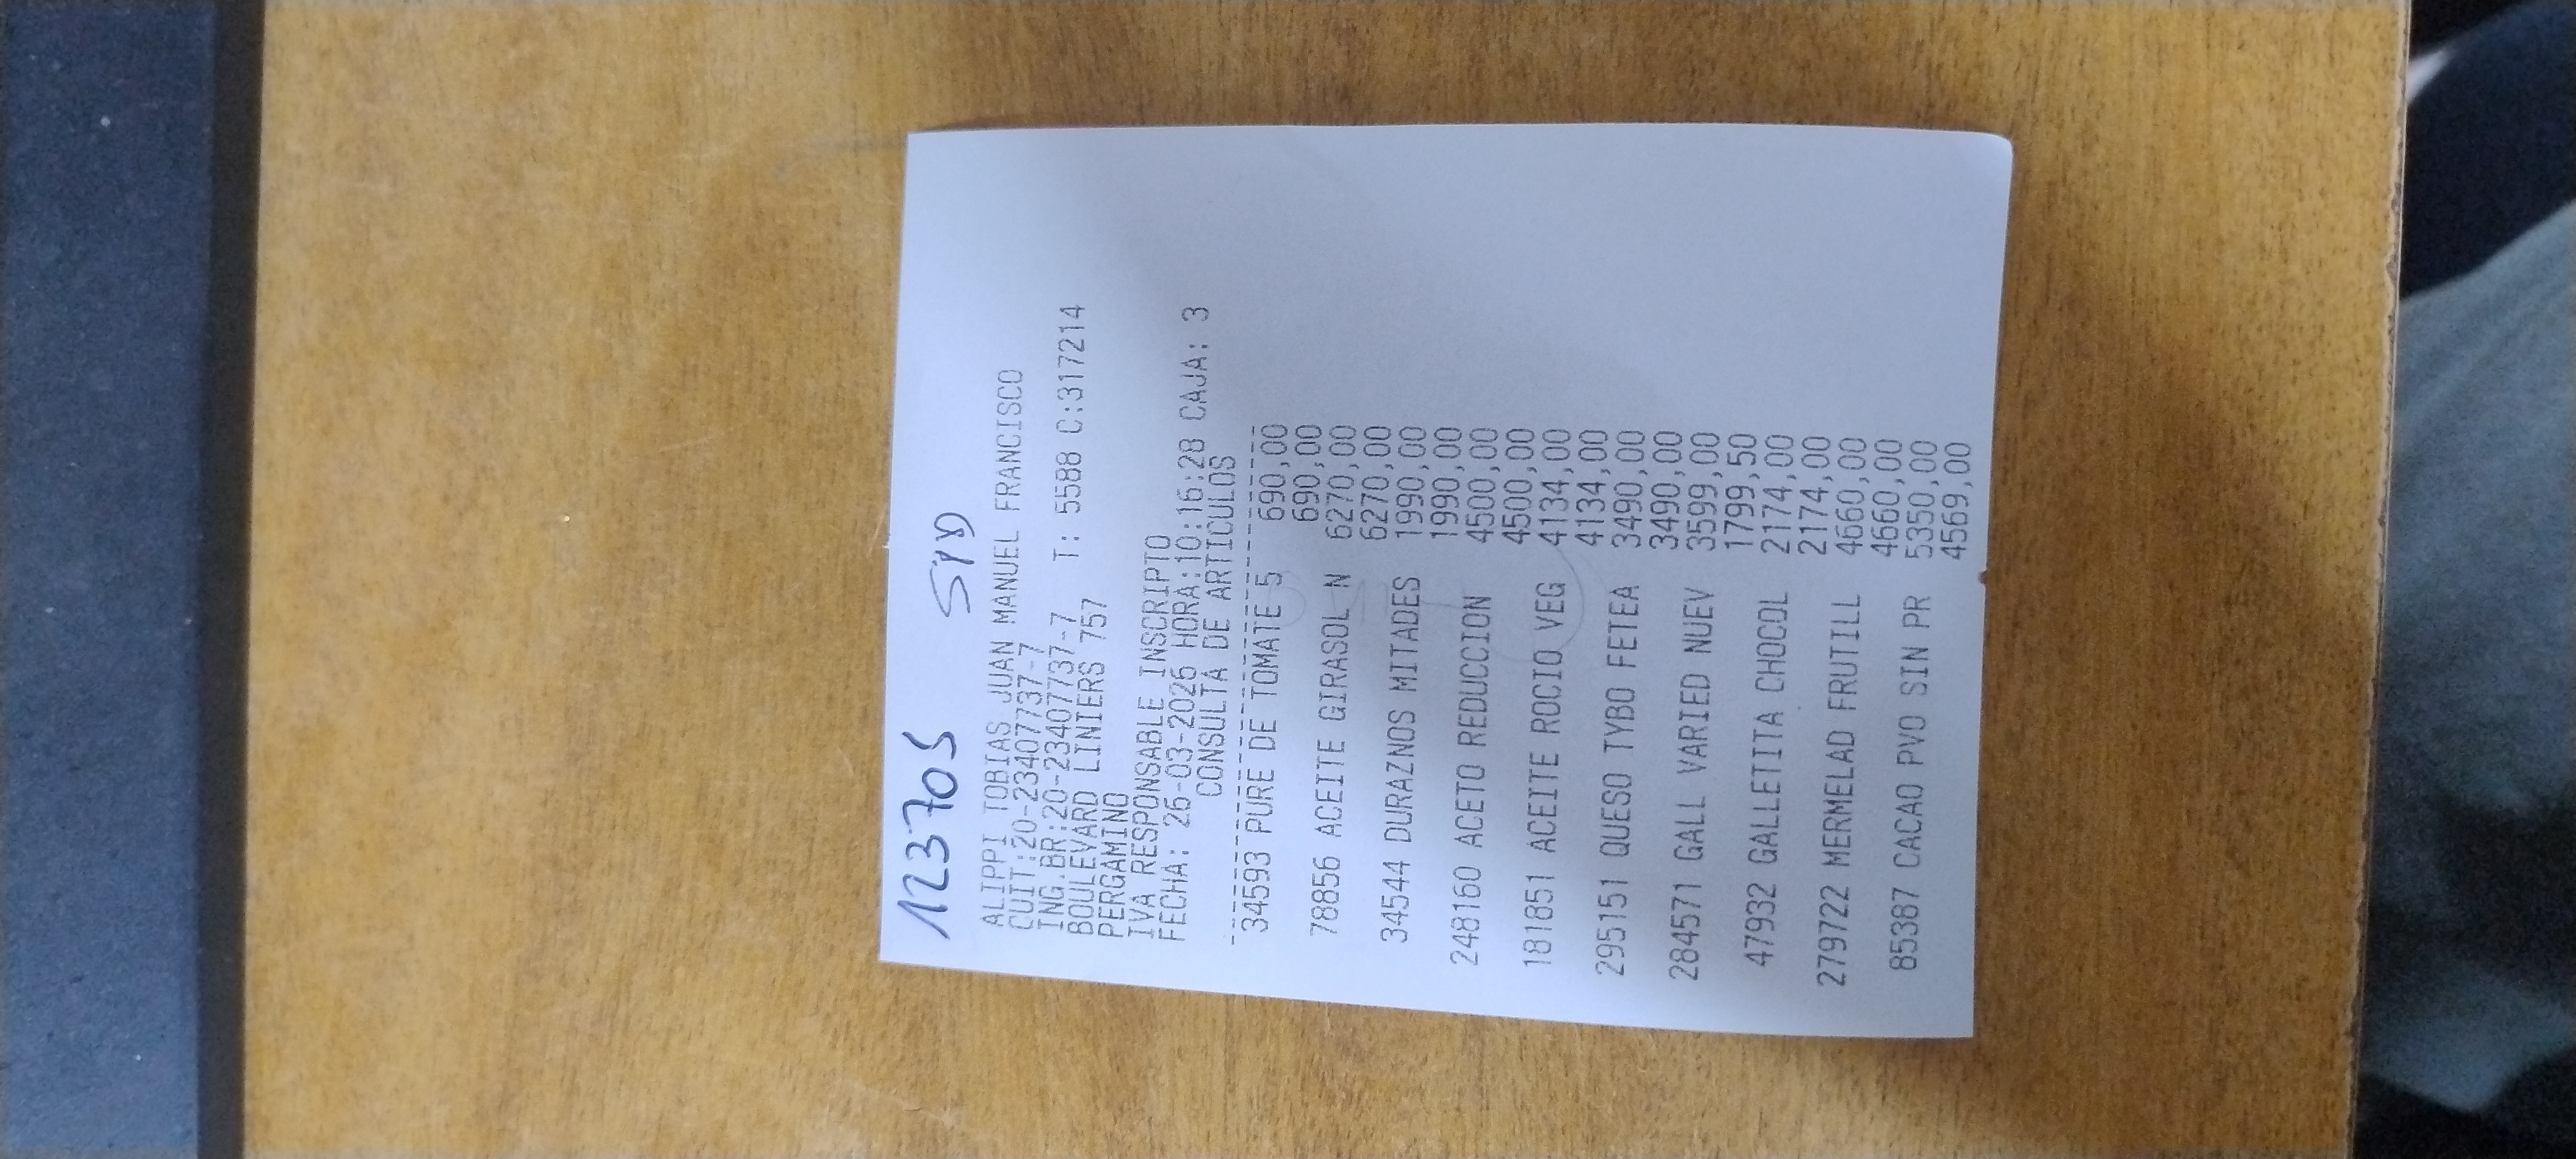 123705 SYD
ALIPPI TOBIAS JUAN MANUEL FRANCISCO
CUIT:20-23407737-7
ING.BR:20-23407737-7 T: 5588 C:317214
BOULEVARD LINIERS 757
PERGAMINO
IVA RESPONSABLE INSCRIPTO
FECHA: 26-03-2026 HORA:10:16:28 CAJA: 3
CONSULTA DE ARTICULOS
34593 PURE DE TOMATE 5 690,00
690,00
78856 ACEITE GIRASOL N 6270,00
6270,00
34544 DURAZNOS MITADES 1990,00
1990,00
248160 ACETO REDUCCION 4500,00
4500,00
181851 ACEITE ROCIO VEG 4134,00
4134,00
295151 QUESO TYBO FETEA 3490,00
3490,00
284571 GALL VARIED NUEV 3599,00
1799,50
47932 GALLETITA CHOCOL 2174,00
2174,00
279722 MERMELAD FRUTILL 4660,00
4660,00
85387 CACAO PVO SIN PR 5350,00
4569,00